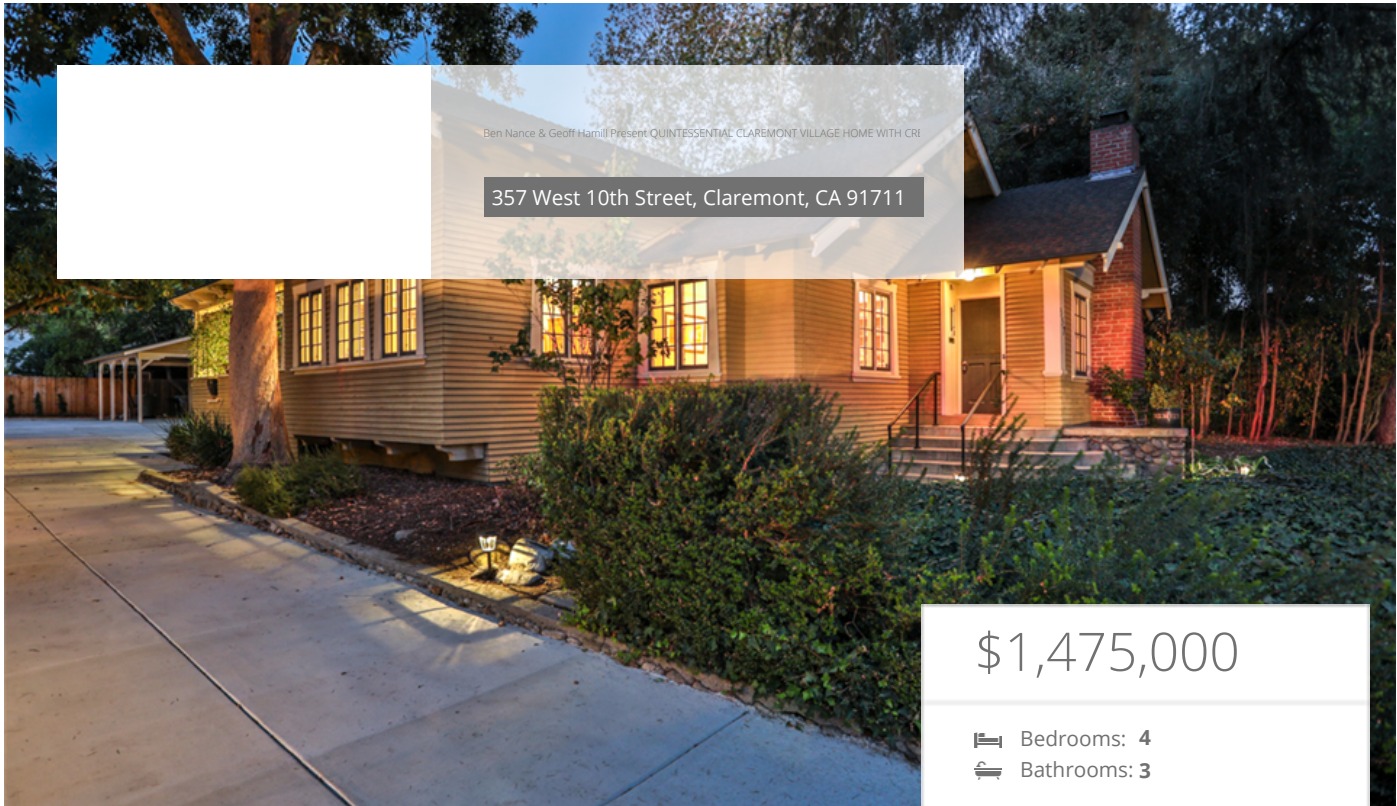 Ben Nance & Geoff Hamill Present QUINTESSENTIAL CLAREMONT VILLAGE HOME WITH CRE
357 West 10th Street, Claremont, CA 91711
$1,475,000
Bedrooms: 4
Bathrooms: 3